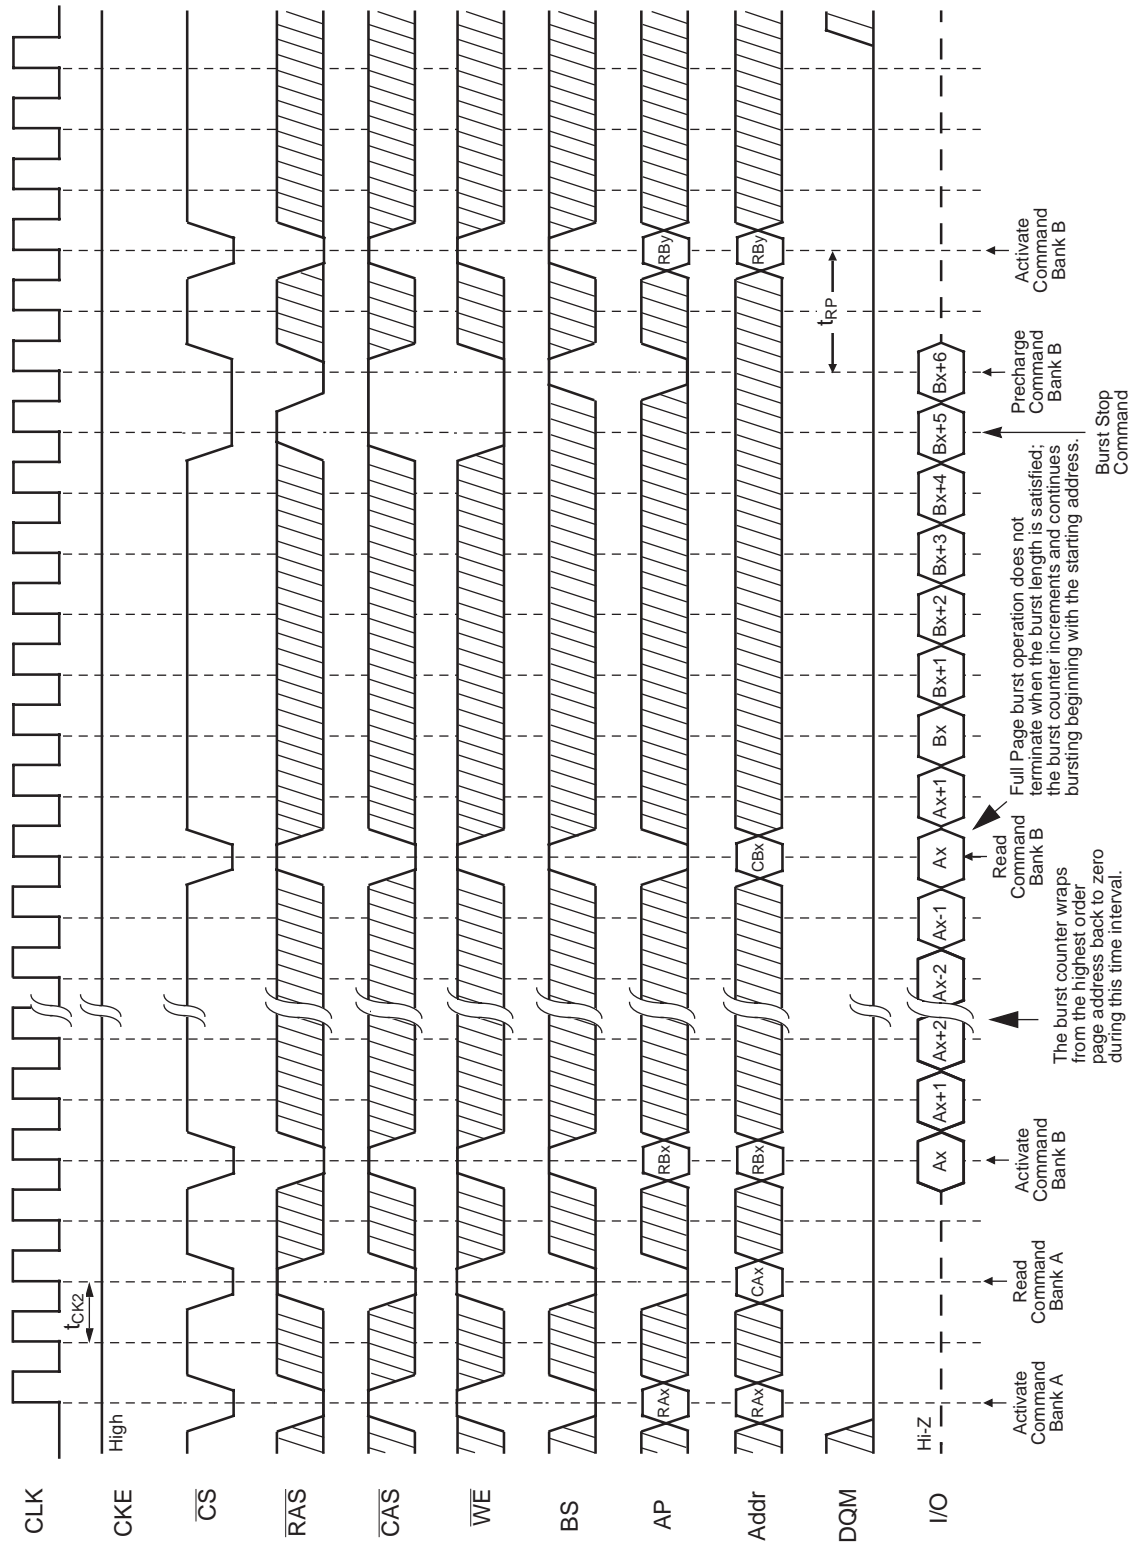 CLK
CKE
CS
RAS
CAS
WE
BS
AP
Addr
DQM
I/O
tCK2
High
RAx
RBx
RBy
RAx
CAx
RBx
CBx
RBy
tRP
Hi-Z
Ax
Ax+1
Ax+2
Ax-2
Ax-1
Ax
Ax+1
Bx
Bx+1
Bx+2
Bx+3
Bx+4
Bx+5
Bx+6
Activate
Command
Bank A
Read
Command
Bank A
Activate
Command
Bank B
The burst counter wraps
from the highest order
page address back to zero
during this time interval.
Read
Command
Bank B
Full Page burst operation does not
terminate when the burst length is satisfied;
the burst counter increments and continues
bursting beginning with the starting address.
Burst Stop
Command
Precharge
Command
Bank B
Activate
Command
Bank B